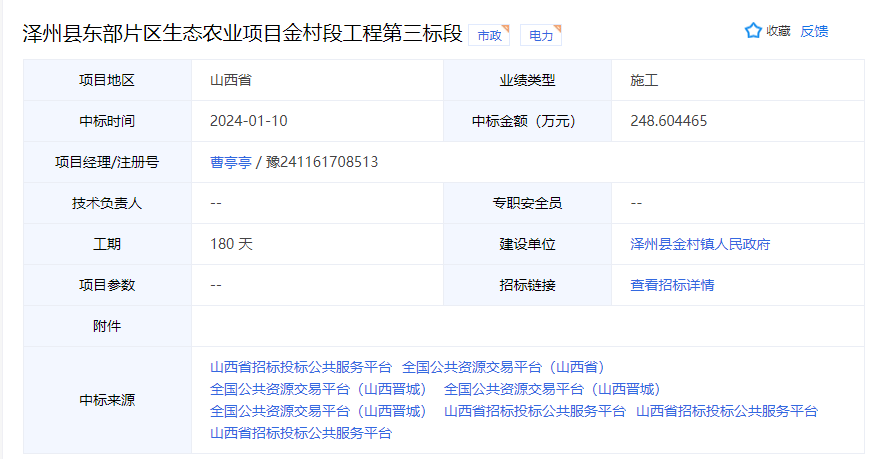 泽州县东部片区生态农业项目金村段工程第三标段 市政 电力 收藏 反馈
项目地区 山西省 业绩类型 施工
中标时间 2024-01-10 中标金额（万元） 248.604465
项目经理/注册号 曹亭亭 / 豫241161708513
技术负责人 -- 专职安全员 --
工期 180 天 建设单位 泽州县金村镇人民政府
项目参数 -- 招标链接 查看招标详情
附件
中标来源
山西省招标投标公共服务平台 全国公共资源交易平台（山西省）
全国公共资源交易平台（山西晋城） 全国公共资源交易平台（山西晋城）
全国公共资源交易平台（山西晋城） 山西省招标投标公共服务平台 山西省招标投标公共服务平台
山西省招标投标公共服务平台